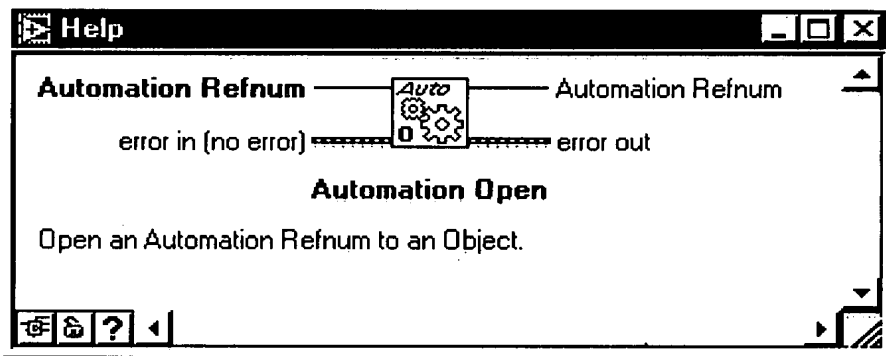 Help
Automation Refnum Auto Automation Refnum
error in (no error) 0 error out
Automation Open
Open an Automation Refnum to an Object.
?